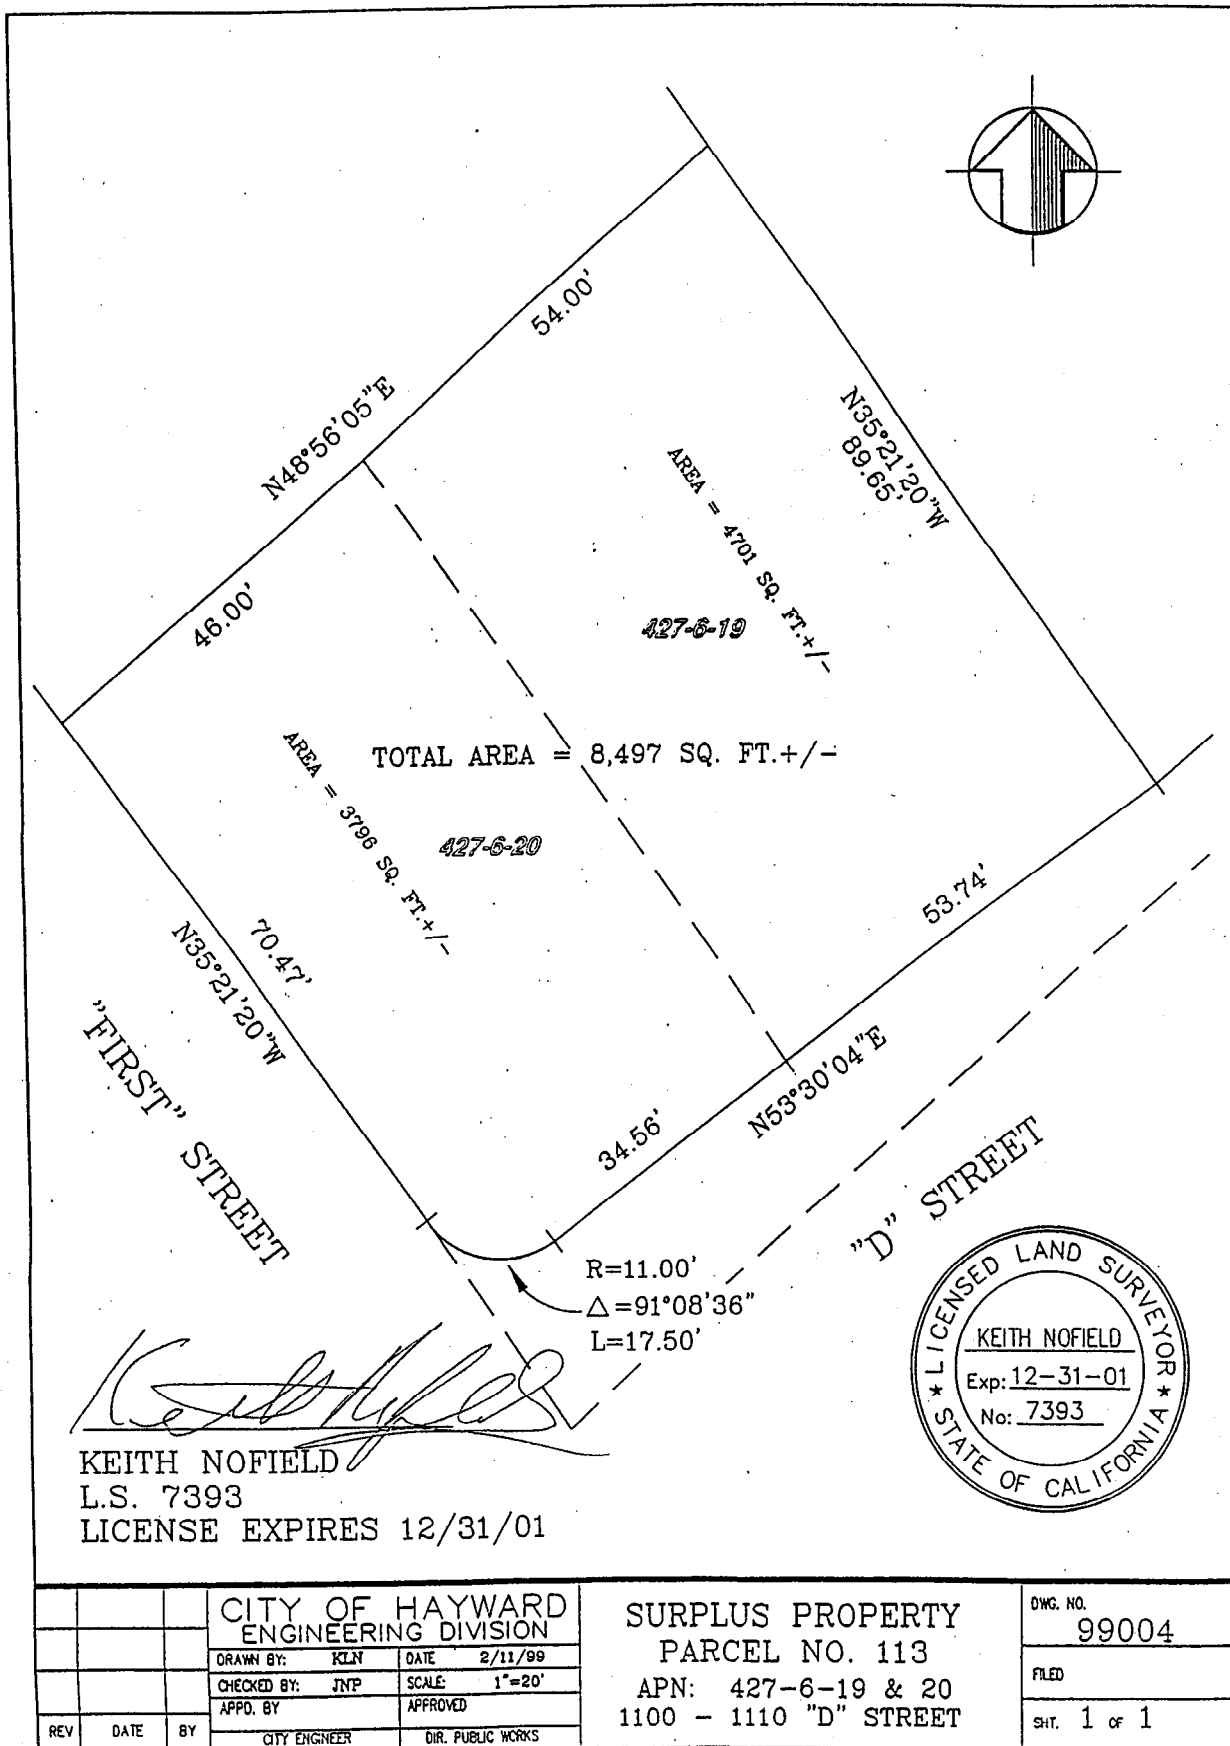 54.00'
N48°56'05"E
46.00'
N35°21'20"W
89.65'
AREA = 4701 SQ. FT.+/-
427-6-19
TOTAL AREA = 8,497 SQ. FT.+/-
AREA = 3796 SQ. FT.+/-
427-6-20
53.74'
70.47'
N35°21'20"W
"FIRST" STREET
34.56'
N53°30'04"E
"D" STREET
R=11.00'
△=91°08'36"
L=17.50'
LICENSED LAND SURVEYOR
KEITH NOFIELD
Exp: 12-31-01
No: 7393
★ STATE OF CALIFORNIA ★
KEITH NOFIELD
L.S. 7393
LICENSE EXPIRES 12/31/01
REV DATE BY
CITY OF HAYWARD
ENGINEERING DIVISION
DRAWN BY: KLN DATE 2/11/99
CHECKED BY: JNP SCALE: 1"=20'
APPD. BY APPROVED
CITY ENGINEER DIR. PUBLIC WORKS
SURPLUS PROPERTY
PARCEL NO. 113
APN: 427-6-19 & 20
1100 - 1110 "D" STREET
DWG. NO.
99004
FILED
SHT. 1 OF 1